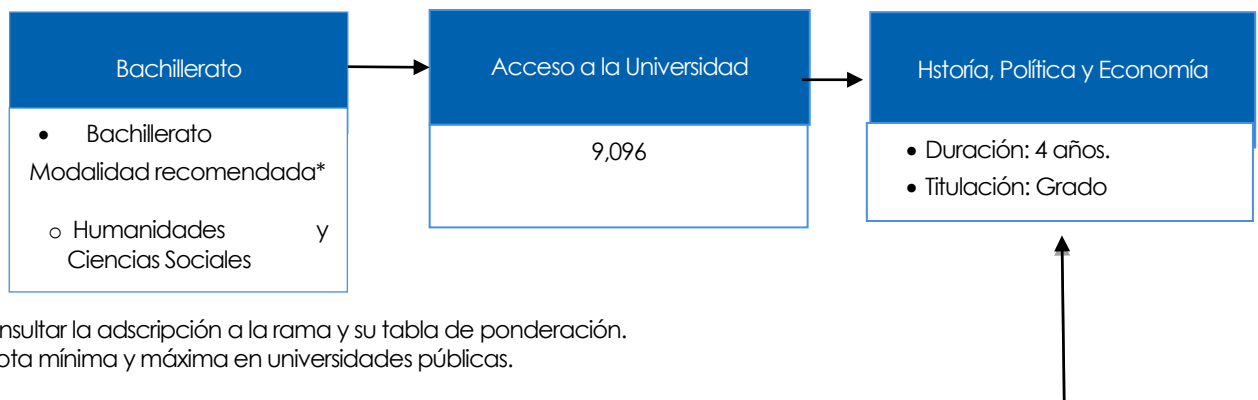 Bachillerato
Acceso a la Universidad
Hstoría, Política y Economía
• Bachillerato
Modalidad recomendada*
o Humanidades y
Ciencias Sociales
9,096
• Duración: 4 años.
• Titulación: Grado
nsultar la adscripción a la rama y su tabla de ponderación.
ota mínima y máxima en universidades públicas.